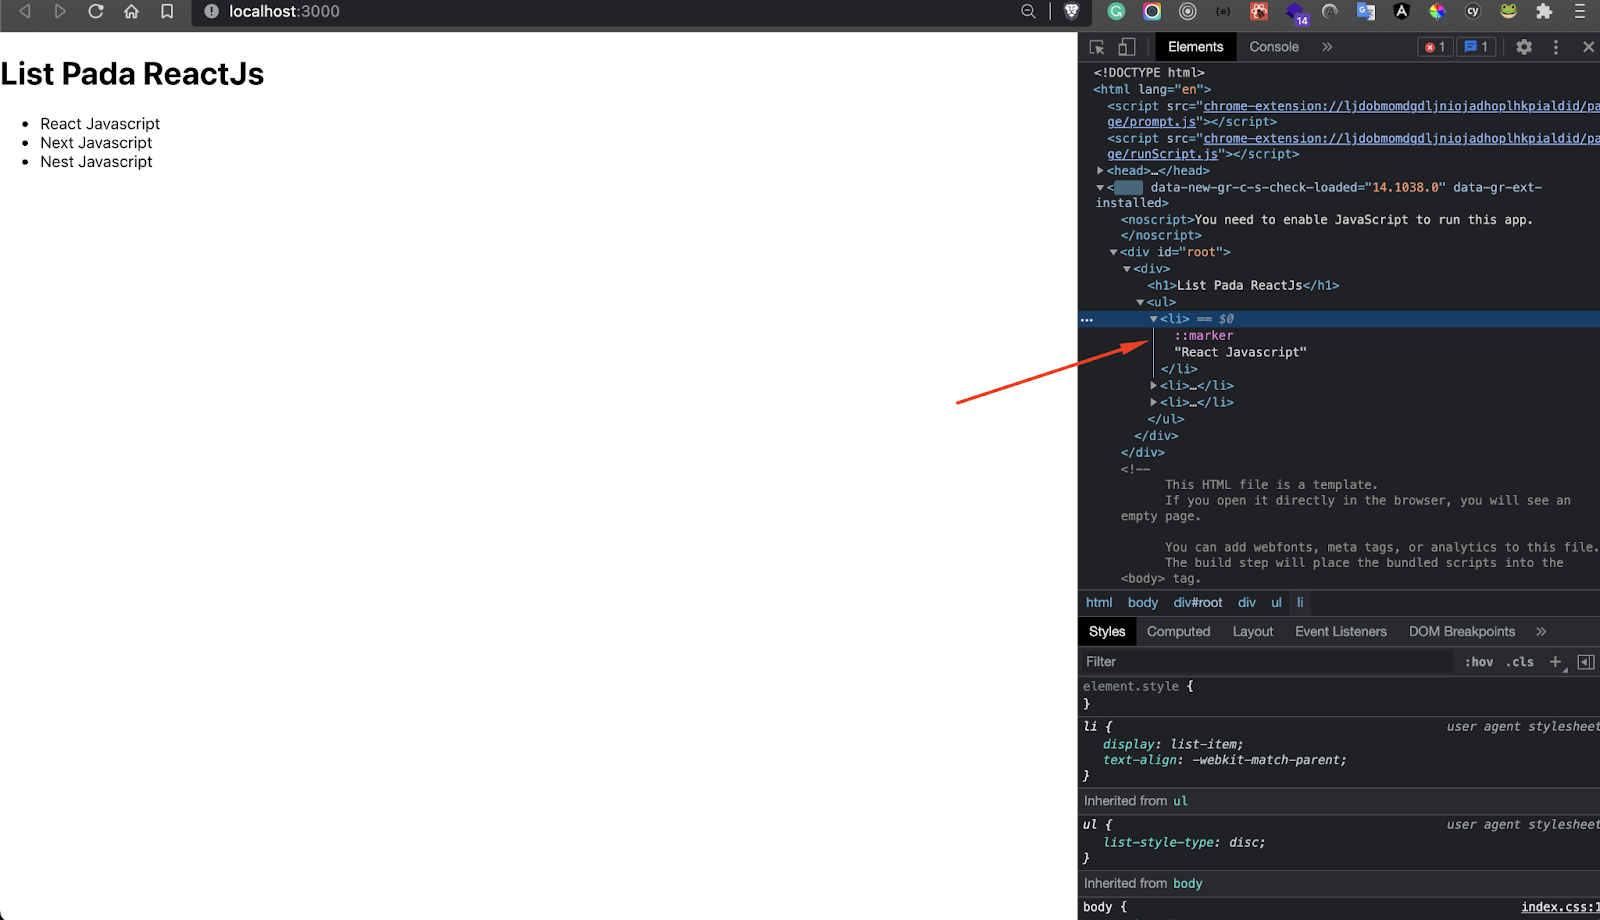 localhost:3000
14
cy
List Pada ReactJs
React Javascript
Next Javascript
Nest Javascript
Elements Console » 1 1
<!DOCTYPE html>
<html lang="en">
<script src="chrome-extension://ljdobmomdgdljniojadhoplhkpialdid/pa
ge/prompt.js"></script>
<script src="chrome-extension://ljdobmomdgdljniojadhoplhkpialdid/pa
ge/runScript.js"></script>
<head>…</head>
< data-new-gr-c-s-check-loaded="14.1038.0" data-gr-ext-
installed>
<noscript>You need to enable JavaScript to run this app.
</noscript>
<div id="root">
<div>
<h1>List Pada ReactJs</h1>
<ul>
<li> == $0
::marker
"React Javascript"
</li>
<li>…</li>
<li>…</li>
</ul>
</div>
</div>
<!--
This HTML file is a template.
If you open it directly in the browser, you will see an
empty page.
You can add webfonts, meta tags, or analytics to this file.
The build step will place the bundled scripts into the
<body> tag.
html body div#root div ul li
Styles Computed Layout Event Listeners DOM Breakpoints »
Filter :hov .cls +
element.style {
}
li { user agent stylesheet
display: list-item;
text-align: -webkit-match-parent;
}
Inherited from ul
ul { user agent stylesheet
list-style-type: disc;
}
Inherited from body
body { index.css:1